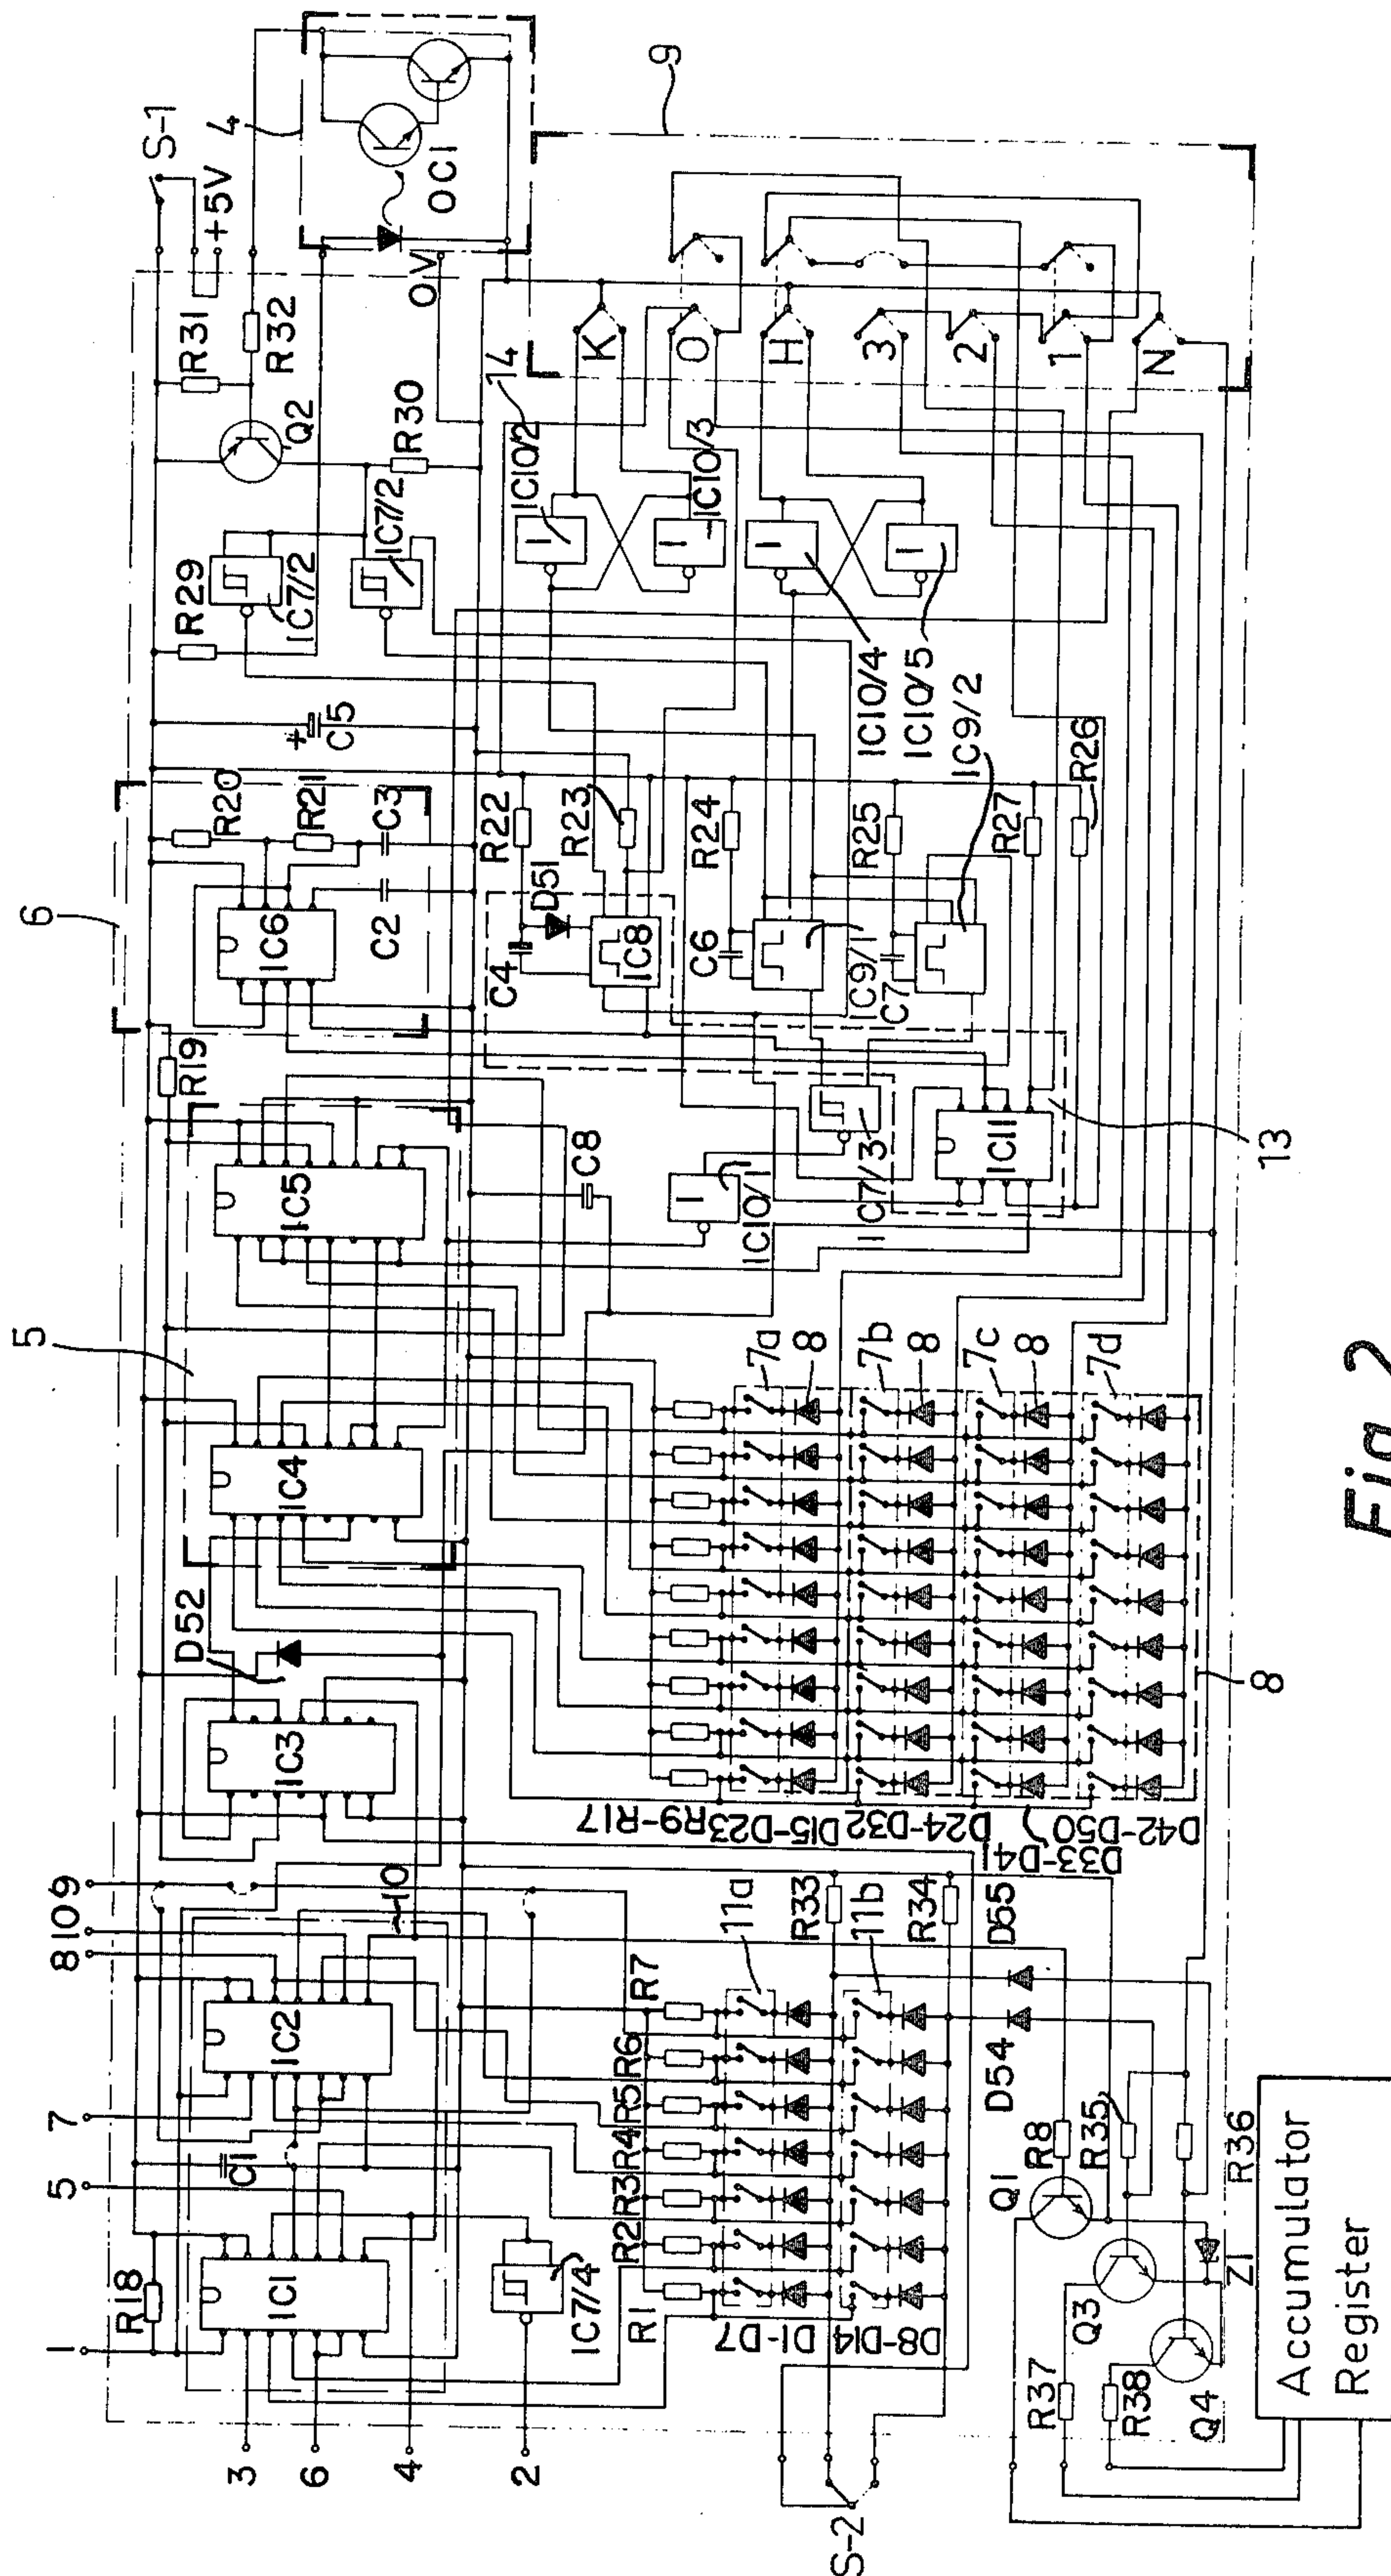 6
5
S-1
+5V
4
OC1
0V
9
R31
R32
Q2
R30
R29
IC7/2
IC7/2
C5
+
R20
R21
C3
C2
IC6
R19
IC5
IC4
D52
IC3
8
10
9
7
5
1
10
IC2
C1
R18
IC1
3
6
4
2
IC7/4
14
IC10/2
IC10/3
IC10/4
IC10/5
IC9/2
K
O
H
3
2
1
N
R22
R23
R24
R25
R27
R26
C4
D51
IC8
C6
IC9/1
C7
IC7/3
IC10/1
IC11
13
C8
7a
8
7b
8
7c
8
7d
8
R9-R17
D15-D23
D24-D32
D33-D41
D42-D50
R1
R2
R3
R4
R5
R6
R7
11a
11b
R33
R34
D1-D7
D8-D14
S-2
D55
D54
Q1
R8
R35
R36
Q3
Z1
R37
R38
Q4
Accumulator
Register
Fig. 2